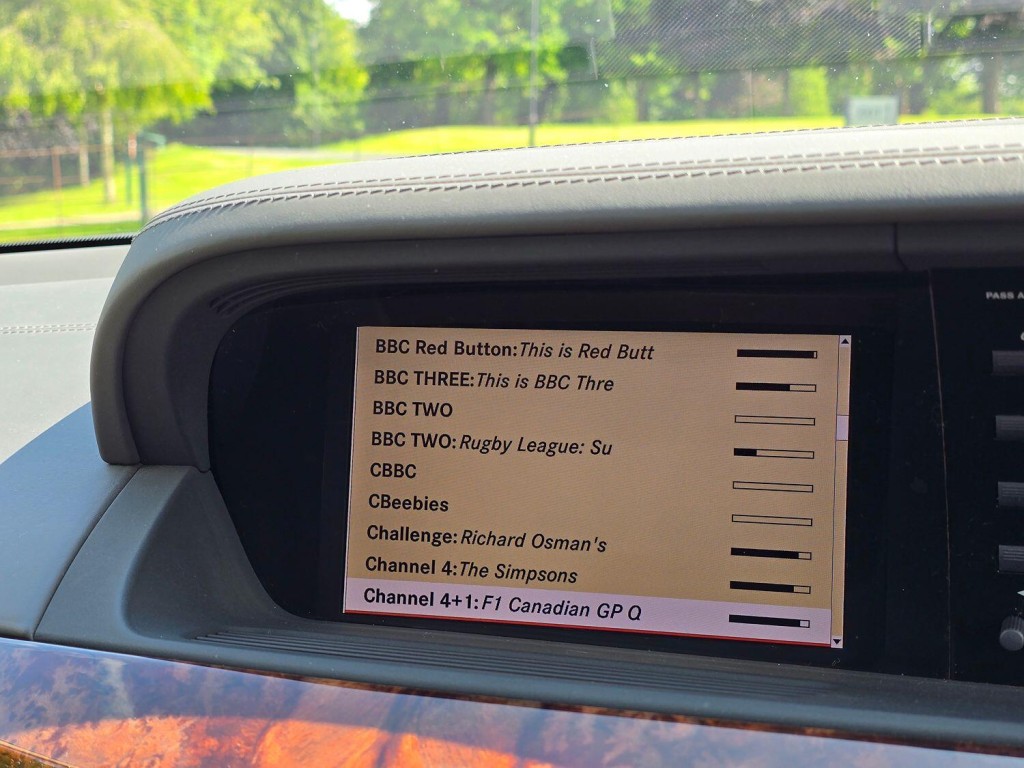 PASS A
BBC Red Button:This is Red Butt
BBC THREE:This is BBC Thre
BBC TWO
BBC TWO:Rugby League: Su
CBBC
CBeebies
Challenge:Richard Osman's
Channel 4:The Simpsons
Channel 4+1:F1 Canadian GP Q